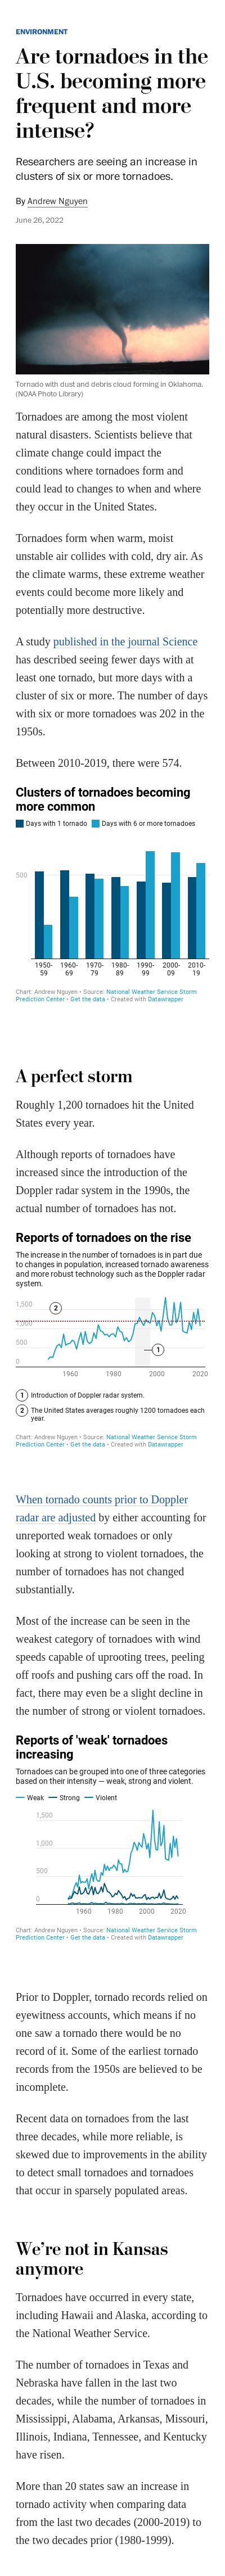 ENVIRONMENT
Are tornadoes in the
U.S. becoming more
frequent and more
intense?
Researchers are seeing an increase in
clusters of six or more tornadoes.
By Andrew Nguyen
June 26, 2022
Tornado with dust and debris cloud forming in Oklahoma.
(NOAA Photo Library)
Tornadoes are among the most violent
natural disasters. Scientists believe that
climate change could impact the
conditions where tornadoes form and
could lead to changes to when and where
they occur in the United States.
Tornadoes form when warm, moist
unstable air collides with cold, dry air. As
the climate warms, these extreme weather
events could become more likely and
potentially more destructive.
A study published in the journal Science
has described seeing fewer days with at
least one tornado, but more days with a
cluster of six or more. The number of days
with six or more tornadoes was 202 in the
1950s.
Between 2010-2019, there were 574.
Clusters of tornadoes becoming
more common
Days with 1 tornado Days with 6 or more tornadoes
500
1950-59 1960-69 1970-79 1980-89 1990-99 2000-09 2010-19
Chart: Andrew Nguyen • Source: National Weather Service Storm
Prediction Center • Get the data • Created with Datawrapper
A perfect storm
Roughly 1,200 tornadoes hit the United
States every year.
Although reports of tornadoes have
increased since the introduction of the
Doppler radar system in the 1990s, the
actual number of tornadoes has not.
Reports of tornadoes on the rise
The increase in the number of tornadoes is in part due
to changes in population, increased tornado awareness
and more robust technology such as the Doppler radar
system.
1,500
2
1,000
500
1
0
1960 1980 2000 2020
1 Introduction of Doppler radar system.
2 The United States averages roughly 1200 tornadoes each
year.
Chart: Andrew Nguyen • Source: National Weather Service Storm
Prediction Center • Get the data • Created with Datawrapper
When tornado counts prior to Doppler
radar are adjusted by either accounting for
unreported weak tornadoes or only
looking at strong to violent tornadoes, the
number of tornadoes has not changed
substantially.
Most of the increase can be seen in the
weakest category of tornadoes with wind
speeds capable of uprooting trees, peeling
off roofs and pushing cars off the road. In
fact, there may even be a slight decline in
the number of strong or violent tornadoes.
Reports of 'weak' tornadoes
increasing
Tornadoes can be grouped into one of three categories
based on their intensity — weak, strong and violent.
Weak Strong Violent
1,500
1,000
500
0
1960 1980 2000 2020
Chart: Andrew Nguyen • Source: National Weather Service Storm
Prediction Center • Get the data • Created with Datawrapper
Prior to Doppler, tornado records relied on
eyewitness accounts, which means if no
one saw a tornado there would be no
record of it. Some of the earliest tornado
records from the 1950s are believed to be
incomplete.
Recent data on tornadoes from the last
three decades, while more reliable, is
skewed due to improvements in the ability
to detect small tornadoes and tornadoes
that occur in sparsely populated areas.
We’re not in Kansas
anymore
Tornadoes have occurred in every state,
including Hawaii and Alaska, according to
the National Weather Service.
The number of tornadoes in Texas and
Nebraska have fallen in the last two
decades, while the number of tornadoes in
Mississippi, Alabama, Arkansas, Missouri,
Illinois, Indiana, Tennessee, and Kentucky
have risen.
More than 20 states saw an increase in
tornado activity when comparing data
from the last two decades (2000-2019) to
the two decades prior (1980-1999).